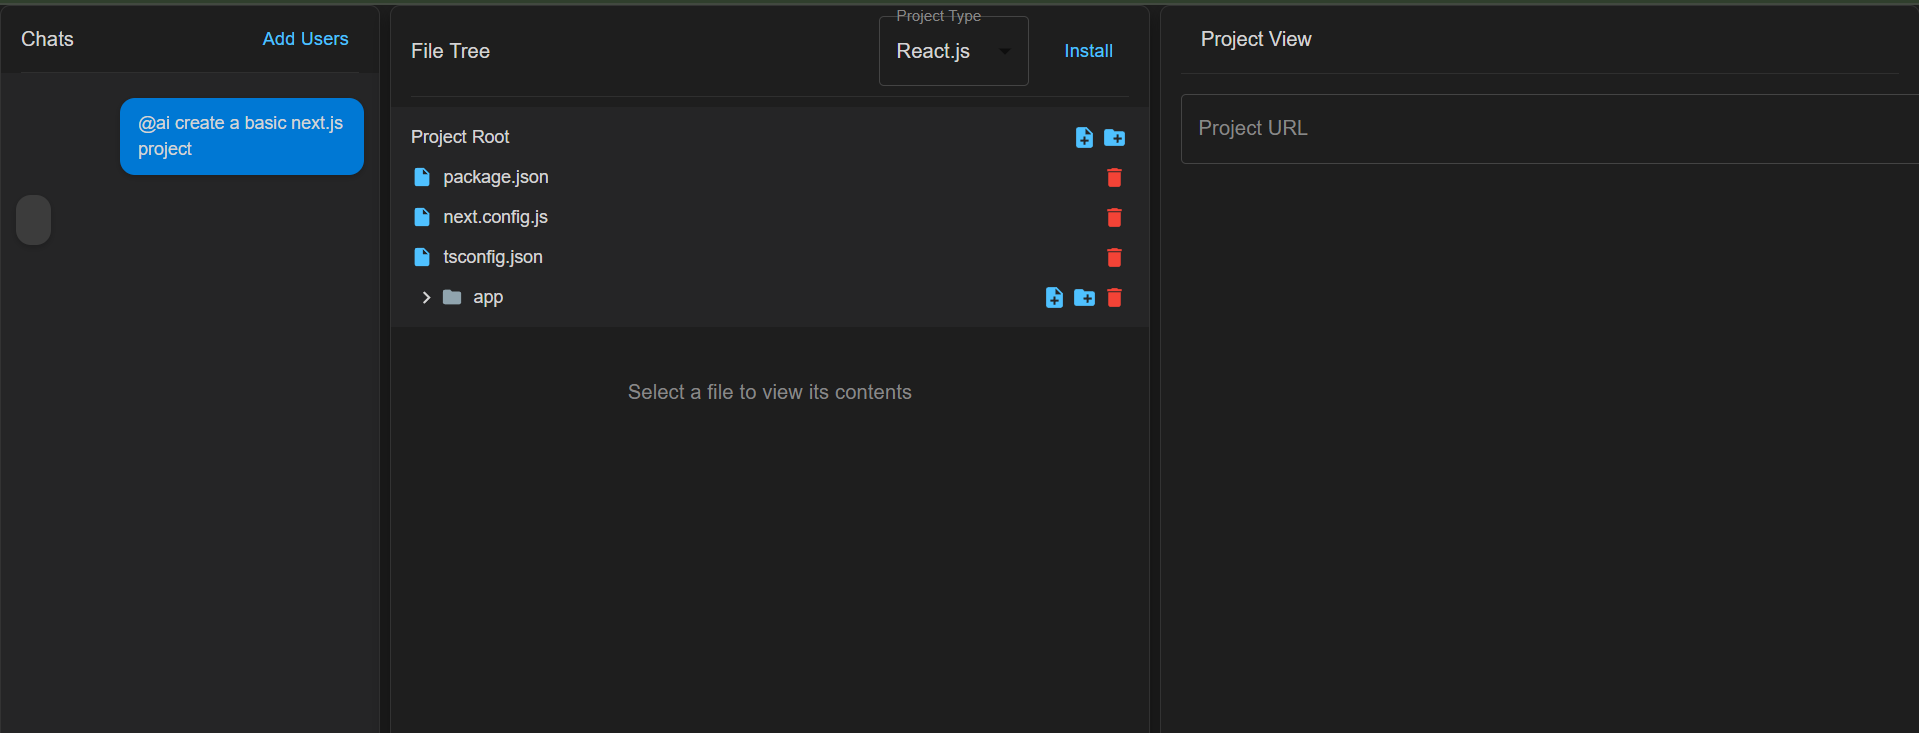 Chats
Add Users
@ai create a basic next.js
project
File Tree
Project Type
React.js
Install
Project Root
package.json
next.config.js
tsconfig.json
app
Select a file to view its contents
Project View
Project URL